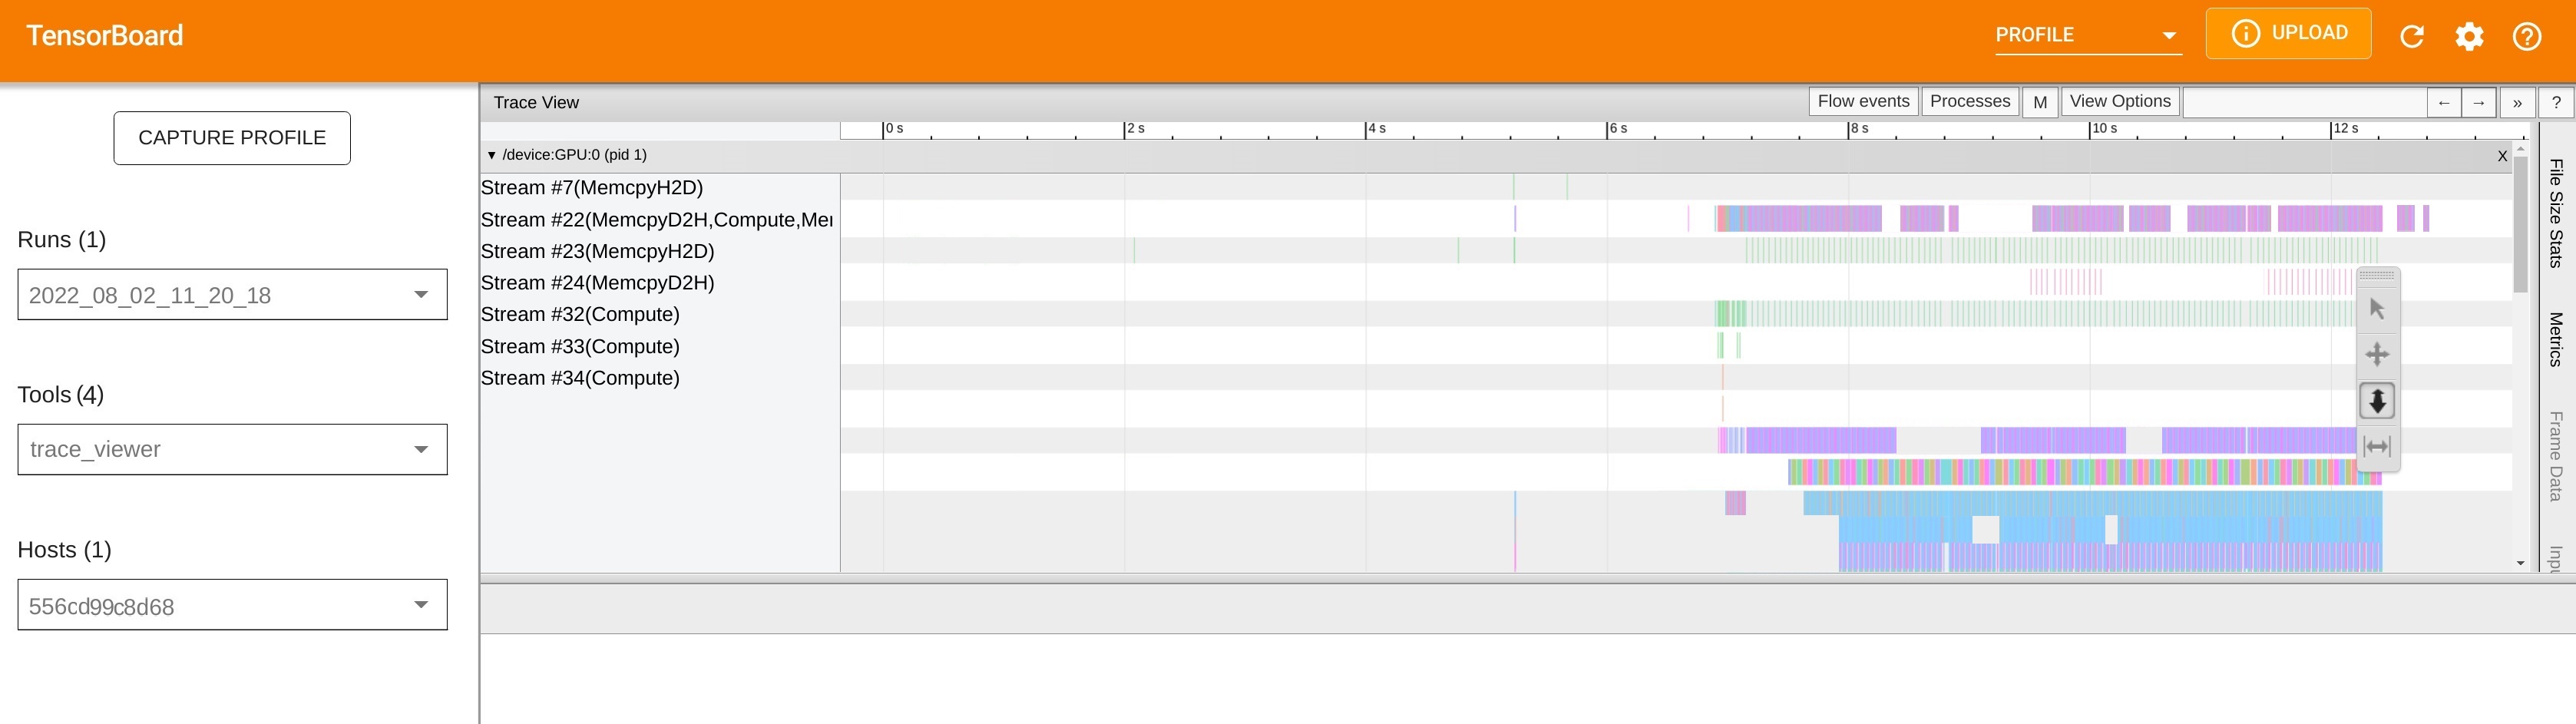 TensorBoard
PROFILE
UPLOAD
CAPTURE PROFILE
Runs (1)
2022_08_02_11_20_18
Tools (4)
trace_viewer
Hosts (1)
556cd99c8d68
Trace View
Flow events
Processes
M
View Options
←
→
»
?
0 s
2 s
4 s
6 s
8 s
10 s
12 s
▼ /device:GPU:0 (pid 1)
X
Stream #7(MemcpyH2D)
Stream #22(MemcpyD2H,Compute,
Stream #23(MemcpyH2D)
Stream #24(MemcpyD2H)
Stream #32(Compute)
Stream #33(Compute)
Stream #34(Compute)
File Size Stats
Metrics
Frame Data